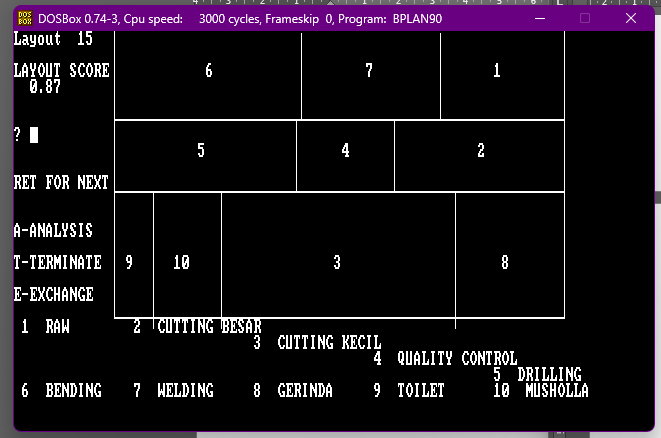 DOSBox 0.74-3, Cpu speed: 3000 cycles, Frameskip 0, Program: BPLAN90
Layout 15
LAYOUT SCORE
0.87
6 7 1
?
5 4 2
RET FOR NEXT
A-ANALYSIS
T-TERMINATE
9 10 3 8
E-EXCHANGE
1 RAW 2 CUTTING BESAR
3 CUTTING KECIL
4 QUALITY CONTROL
5 DRILLING
6 BENDING 7 WELDING 8 GERINDA 9 TOILET 10 MUSHOLLA